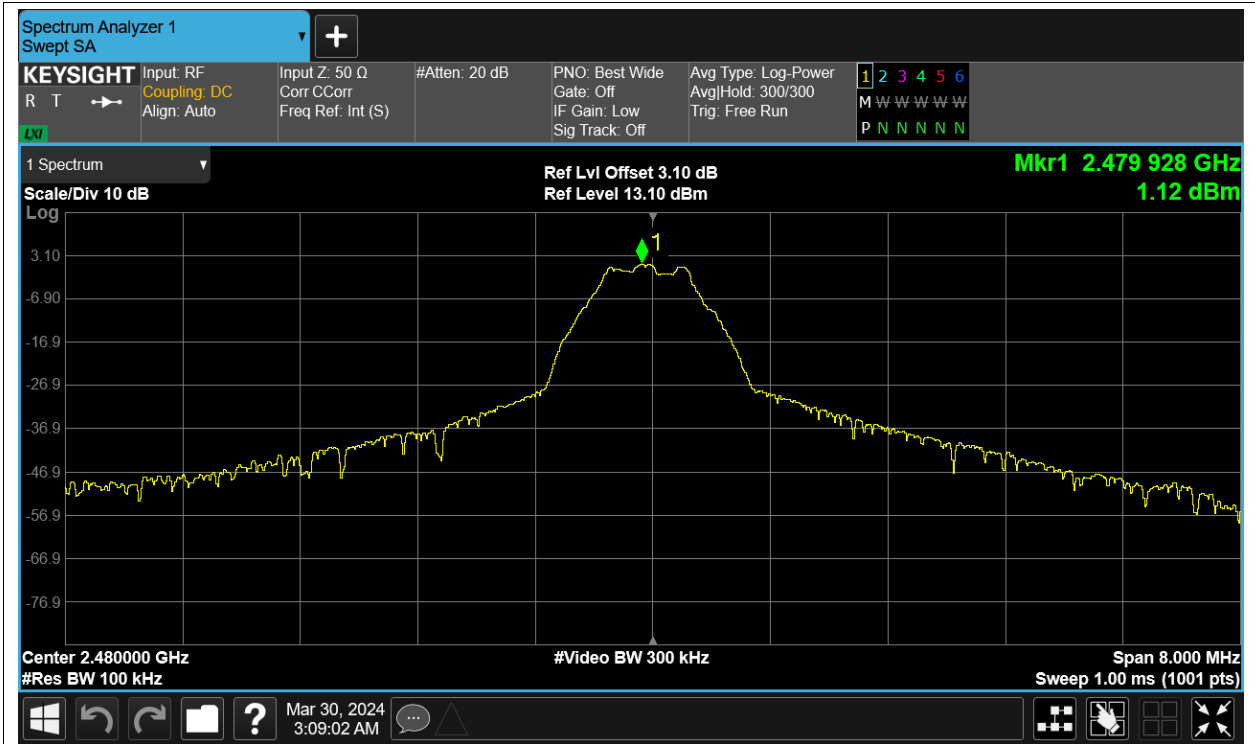 Spectrum Analyzer 1
Swept SA
+
KEYSIGHT
R T
LXI
Input: RF
Coupling: DC
Align: Auto
Input Z: 50 Ω
Corr CCorr
Freq Ref: Int (S)
#Atten: 20 dB
PNO: Best Wide
Gate: Off
IF Gain: Low
Sig Track: Off
Avg Type: Log-Power
Avg|Hold: 300/300
Trig: Free Run
1 2 3 4 5 6
M W W W W W
P N N N N N
1 Spectrum
Scale/Div 10 dB
Log
Ref Lvl Offset 3.10 dB
Ref Level 13.10 dBm
Mkr1 2.479 928 GHz
1.12 dBm
1
3.10
-6.90
-16.9
-26.9
-36.9
-46.9
-56.9
-66.9
-76.9
Center 2.480000 GHz
#Res BW 100 kHz
#Video BW 300 kHz
Span 8.000 MHz
Sweep 1.00 ms (1001 pts)
?
Mar 30, 2024
3:09:02 AM